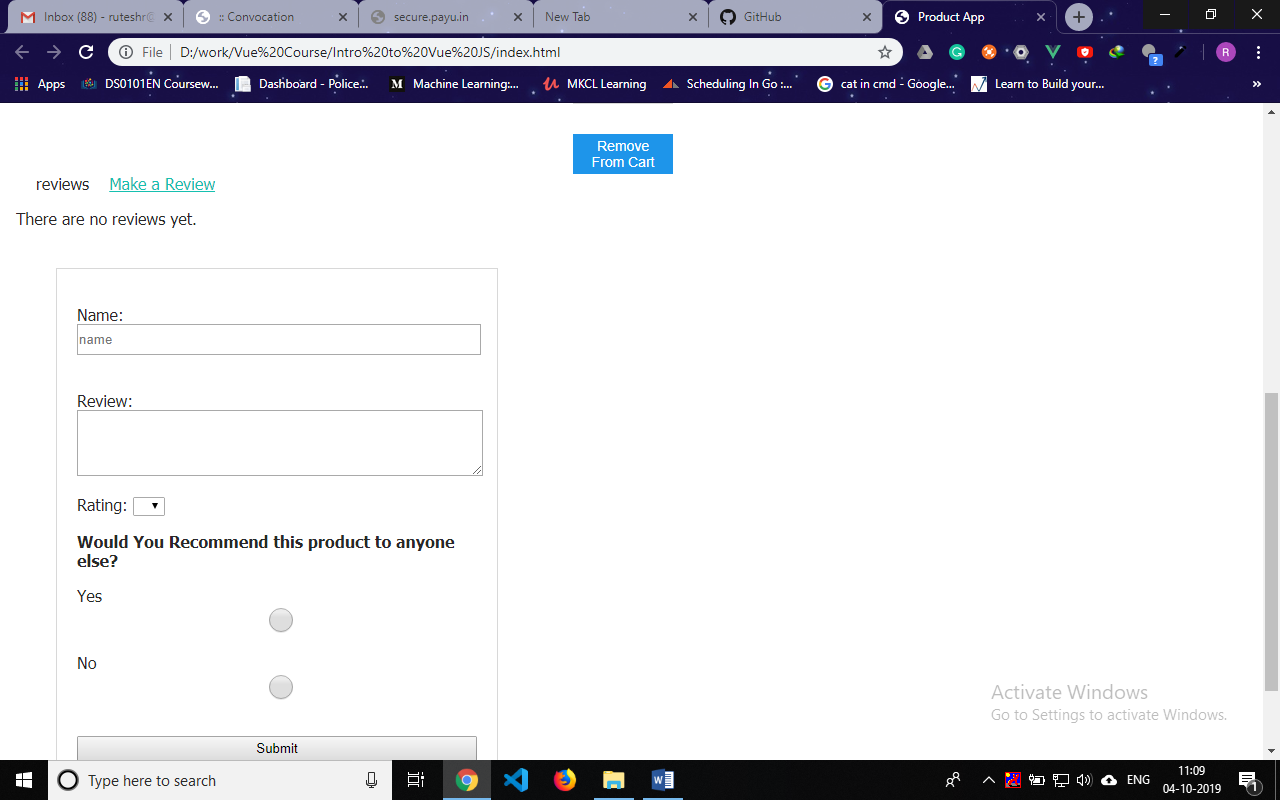 Inbox (88) - ruteshr@
:: Convocation
secure.payu.in
New Tab
GitHub
Product App
File
D:/work/Vue%20Course/Intro%20to%20Vue%20JS/index.html
R
Apps
DS0101EN Coursew...
Dashboard - Police...
M Machine Learning:...
MKCL Learning
Scheduling In Go :...
cat in cmd - Google...
Learn to Build your...
»
Remove
From Cart
reviews
Make a Review
There are no reviews yet.
Name:
name
Review:
Rating:
Would You Recommend this product to anyone
else?
Yes
No
Submit
Activate Windows
Go to Settings to activate Windows.
Type here to search
ENG
11:09
04-10-2019
1